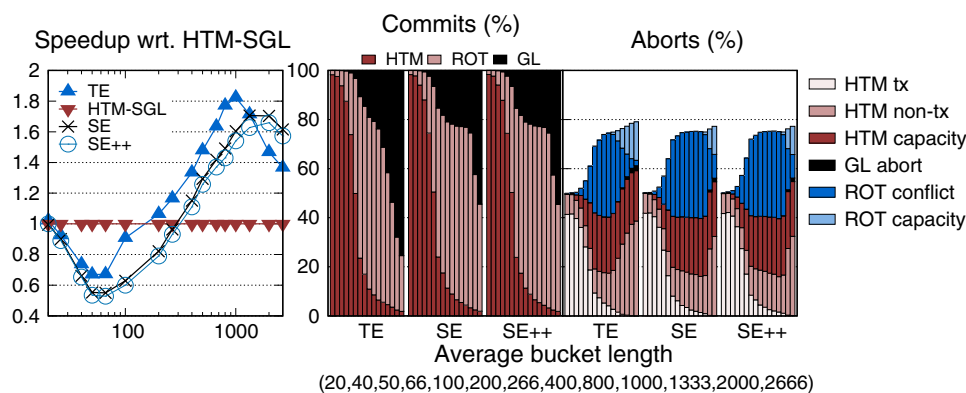 Speedup wrt. HTM-SGL
2
1.8
1.6
1.4
1.2
1
0.8
0.6
0.4
100
1000
TE
HTM-SGL
SE
SE++
Commits (%)
HTM ROT GL
100
80
60
40
20
0
TE SE SE++
Aborts (%)
TE SE SE++
HTM tx
HTM non-tx
HTM capacity
GL abort
ROT conflict
ROT capacity
Average bucket length
(20,40,50,66,100,200,266,400,800,1000,1333,2000,2666)